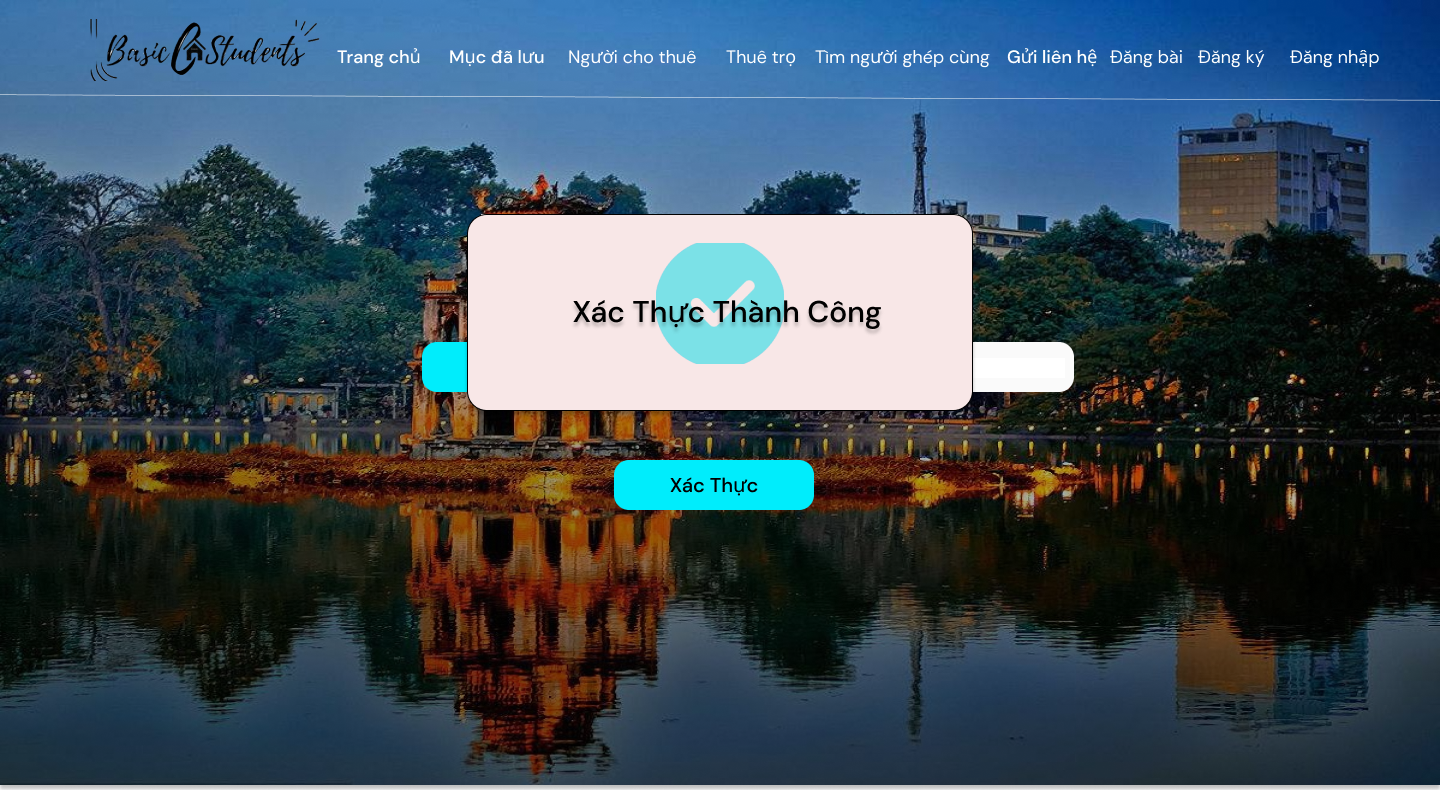 Basic Students
Trang chủ Mục đã lưu Người cho thuê Thuê trọ Tìm người ghép cùng Gửi liên hệ Đăng bài Đăng ký Đăng nhập
Xác Thực Thành Công
Xác Thực